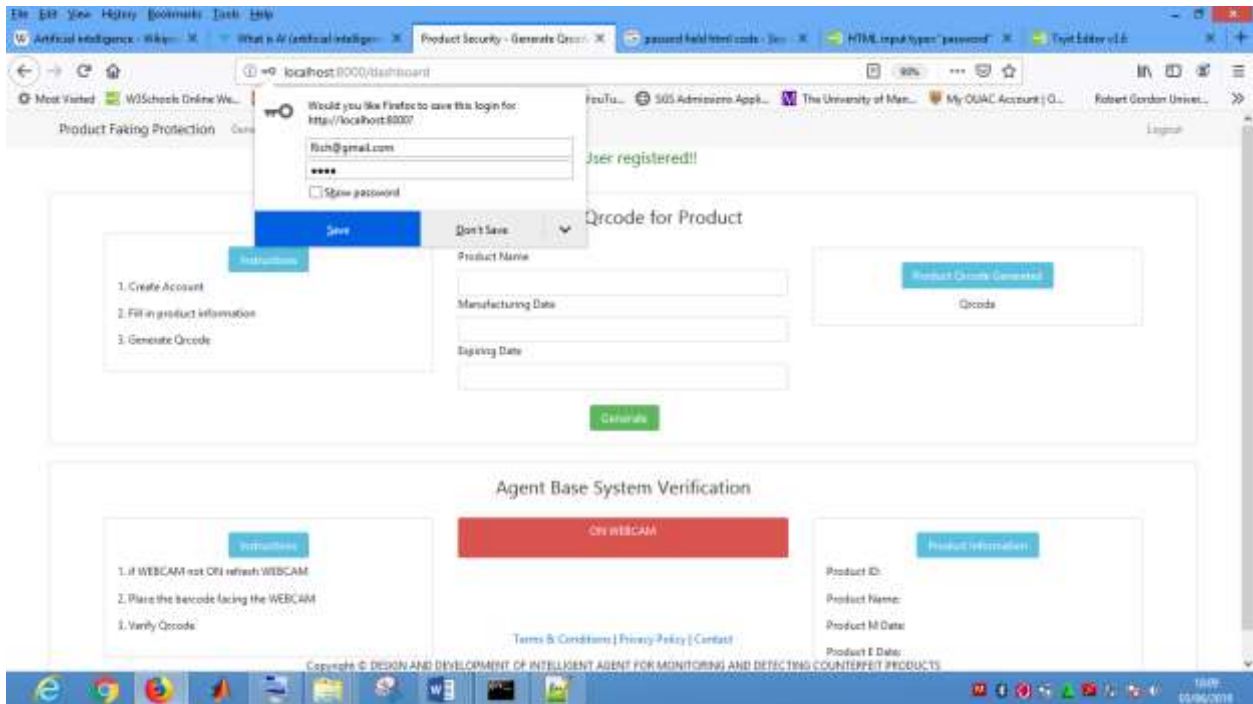 File Edit View History Bookmarks Tools Help
Artificial intelligence - Wikip
What is AI (artificial intelligen
Product Security - Generate Qrco
password field html code - 
HTML input type="password"
Tryit Editor v3.6
localhost:8000/dashboard
90%
Most Visited
W3Schools Online We...
YouTu...
SGS Admissions Appli...
The University of Man...
My OUAC Account | O...
Robert Gordon Univer...
Would you like Firefox to save this login for
http://localhost:8000?
Rich@gmail.com
Show password
Save
Don't Save
Product Faking Protection
Logout
User registered!!
Qrcode for Product
Instructions
1. Create Account
2. Fill in product information
3. Generate Qrcode
Product Name
Manufacturing Date
Expiring Date
Generate
Product Qrcode Generated
Qrcode
Agent Base System Verification
Instructions
1. if WEBCAM not ON refresh WEBCAM
2. Place the barcode facing the WEBCAM
3. Verify Qrcode
ON WEBCAM
Product Information
Product ID:
Product Name:
Product M Date:
Product E Date:
Terms & Conditions | Privacy Policy | Contact
Copyright © DESIGN AND DEVELOPMENT OF INTELLIGENT AGENT FOR MONITORING AND DETECTING COUNTERFEIT PRODUCTS